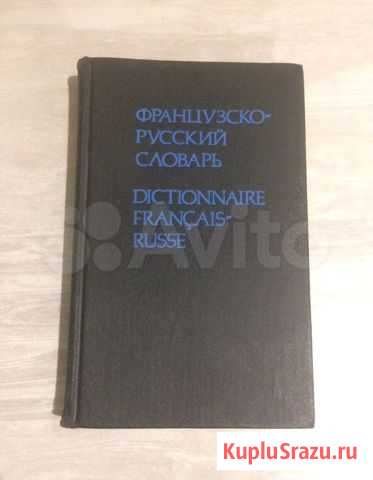 ФРАНЦУЗСКО-
РУССКИЙ
СЛОВАРЬ
DICTIONNAIRE
FRANÇAIS-
RUSSE
Avito
KupluSrazu.ru